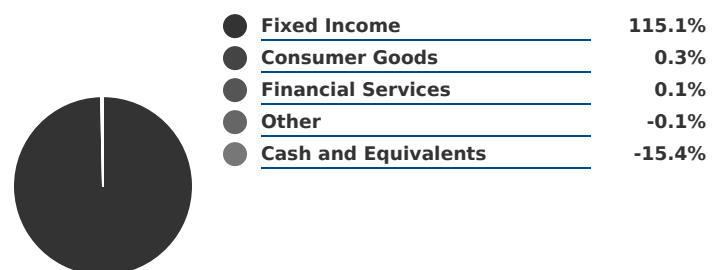 Fixed Income 115.1%
Consumer Goods 0.3%
Financial Services 0.1%
Other -0.1%
Cash and Equivalents -15.4%